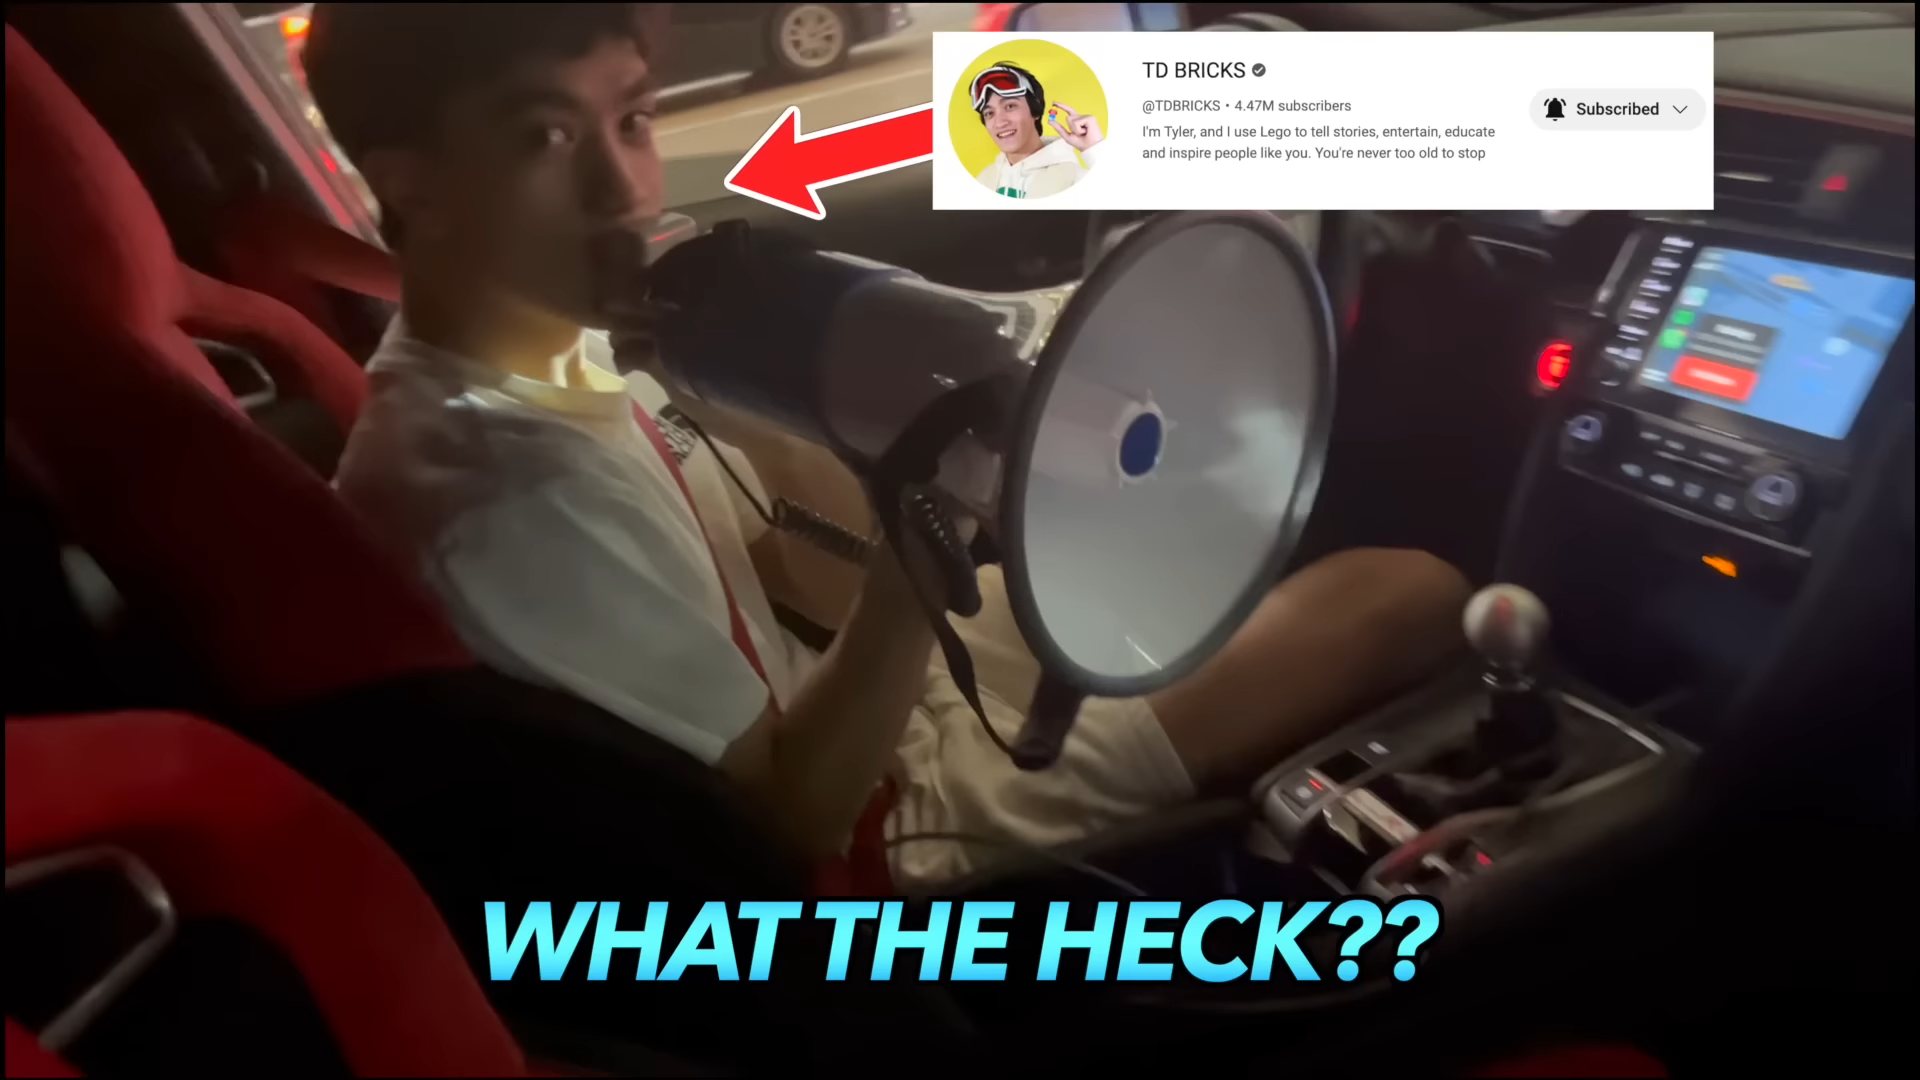 TD BRICKS
@TDBRICKS • 4.47M subscribers
I'm Tyler, and I use Lego to tell stories, entertain, educate
and inspire people like you. You're never too old to stop
Subscribed
WHAT THE HECK??